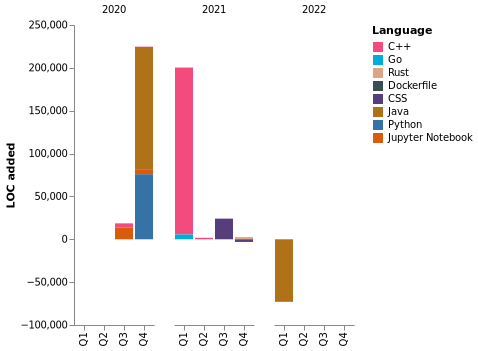 2020 2021 2022
250,000
200,000
150,000
100,000
50,000
0
−50,000
−100,000
LOC added
Q1 Q2 Q3 Q4 Q1 Q2 Q3 Q4 Q1 Q2 Q3 Q4
Language
C++
Go
Rust
Dockerfile
CSS
Java
Python
Jupyter Notebook